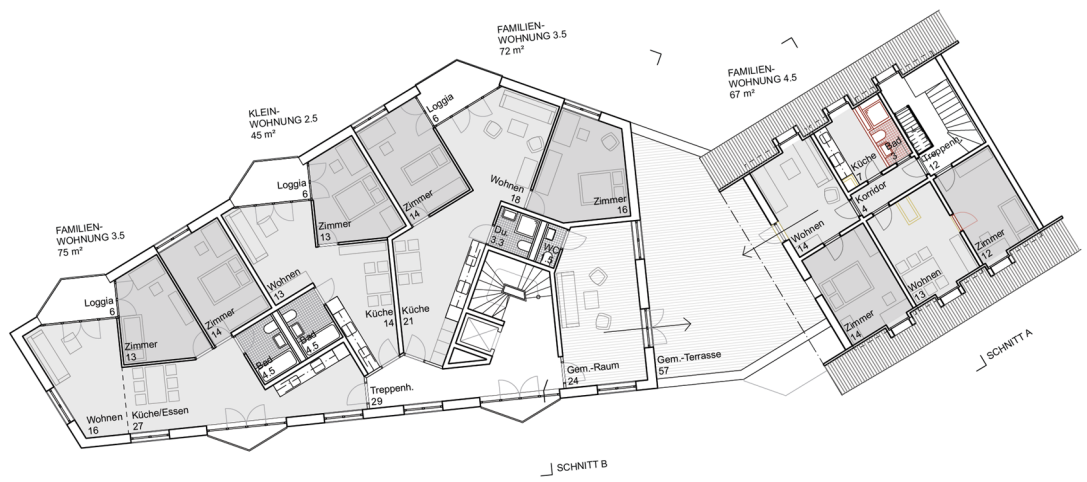 FAMILIEN-
WOHNUNG 3.5
72 m²
FAMILIEN-
WOHNUNG 4.5
67 m²
KLEIN-
WOHNUNG 2.5
45 m²
FAMILIEN-
WOHNUNG 3.5
75 m²
Loggia
6
Zimmer
14
Wohnen
18
Zimmer
16
Du.
3.3
WC
1.5
Küche
21
Loggia
6
Zimmer
13
Wohnen
13
Küche
14
Bad
4.5
Loggia
6
Zimmer
13
Zimmer
14
Bad
4.5
Wohnen
16
Küche/Essen
27
Treppenh.
29
Gem.-Raum
24
Gem.-Terrasse
57
Küche
7
Bad
3
Treppenh.
12
Korridor
4
Wohnen
14
Zimmer
14
Wohnen
13
Zimmer
12
SCHNITT A
SCHNITT B